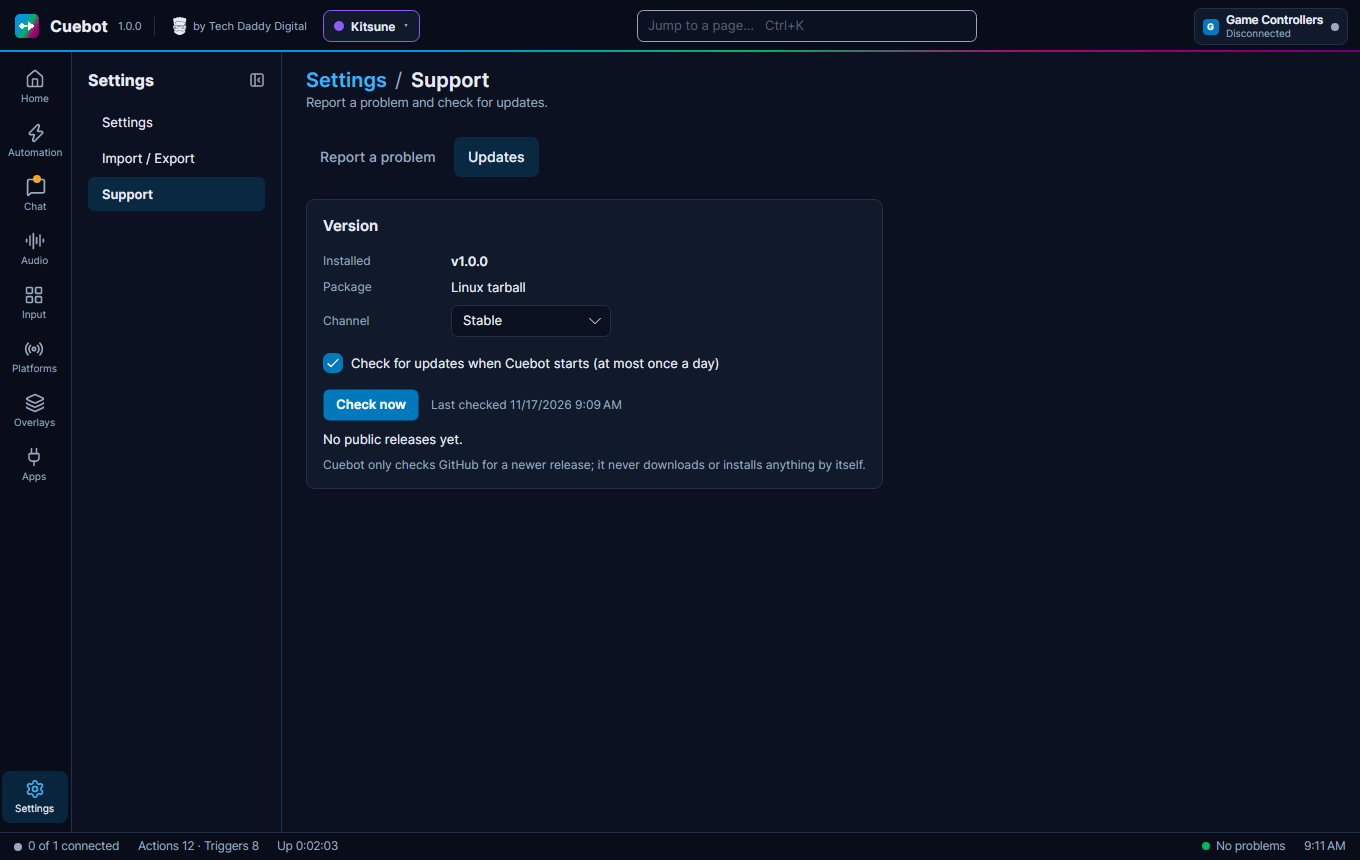 Cuebot 1.0.0 by Tech Daddy Digital Kitsune Jump to a page... Ctrl+K G Game Controllers
Disconnected
Home
Automation
Chat
Audio
Input
Platforms
Overlays
Apps
Settings
Settings
Settings
Import / Export
Support
Settings / Support
Report a problem and check for updates.
Report a problem Updates
Version
Installed v1.0.0
Package Linux tarball
Channel Stable
Check for updates when Cuebot starts (at most once a day)
Check now Last checked 11/17/2026 9:09 AM
No public releases yet.
Cuebot only checks GitHub for a newer release; it never downloads or installs anything by itself.
0 of 1 connected Actions 12 · Triggers 8 Up 0:02:03 No problems 9:11 AM